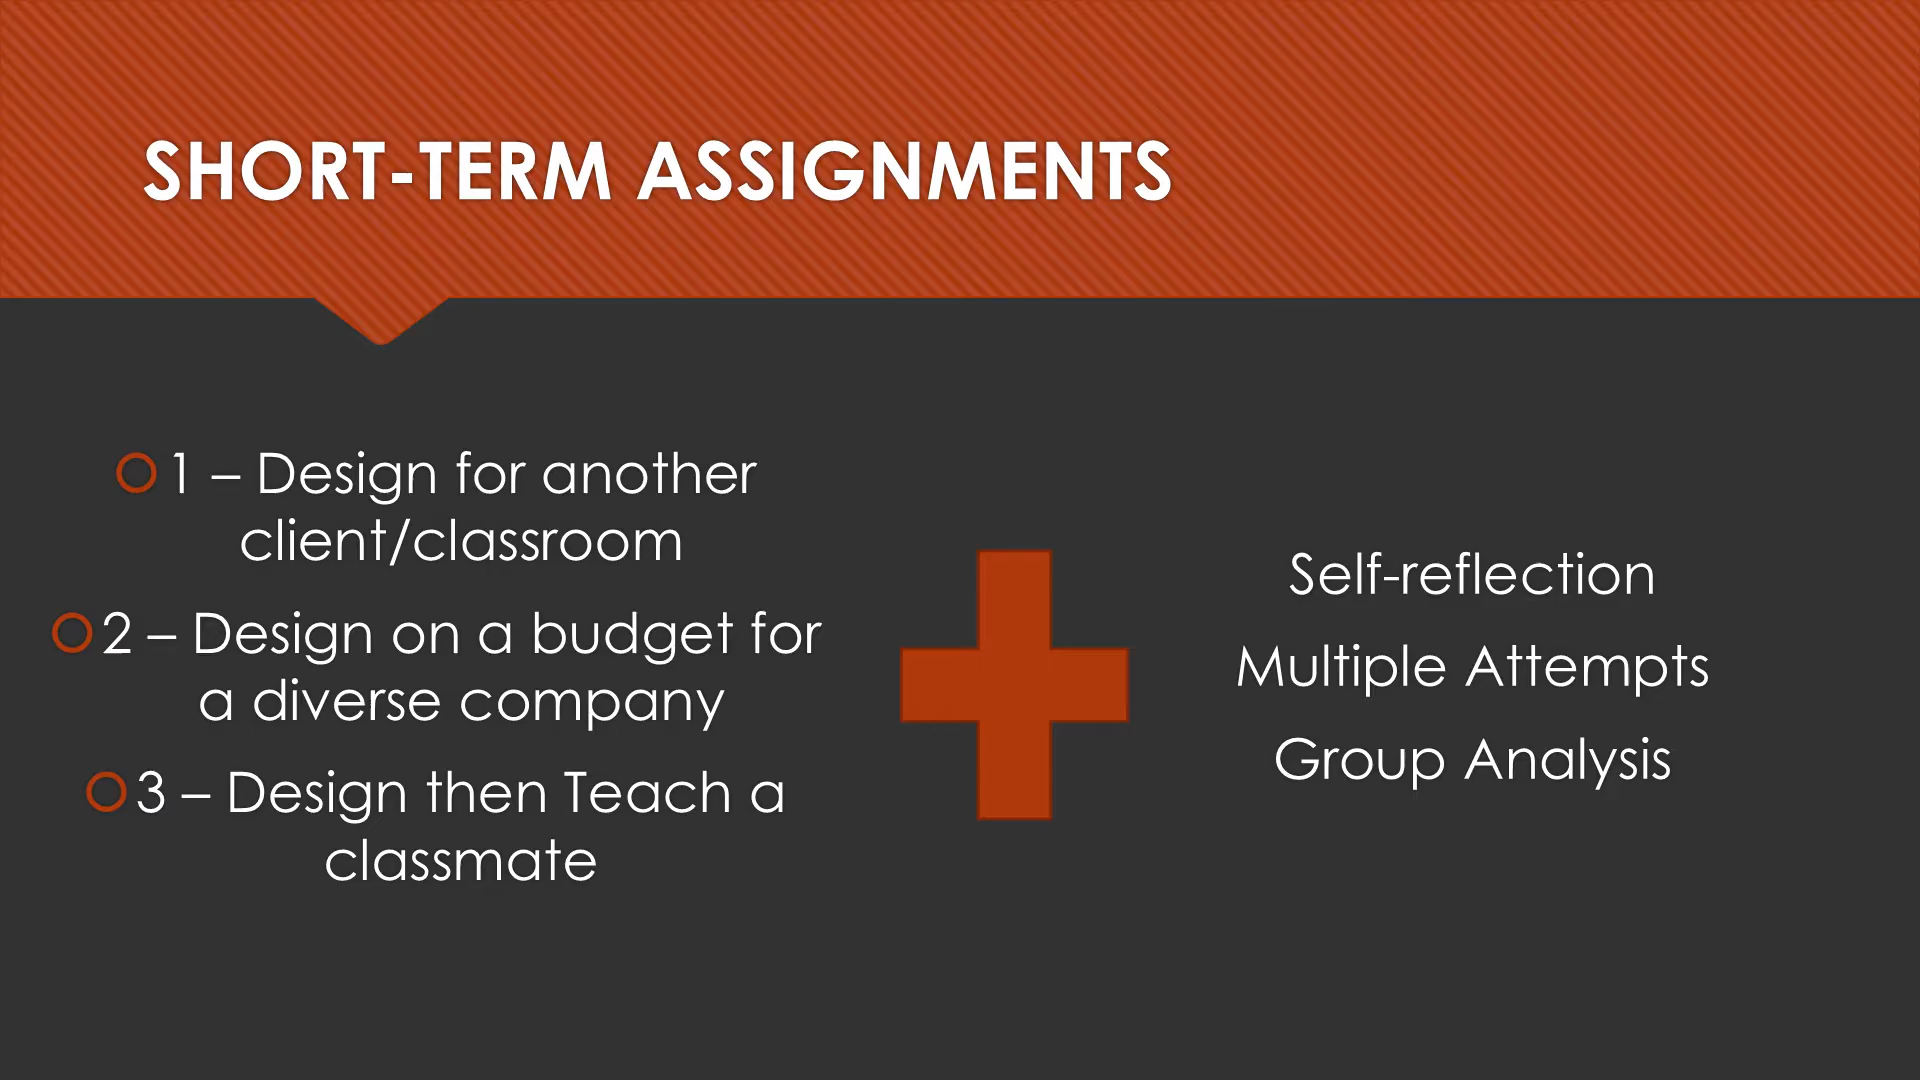 SHORT-TERM ASSIGNMENTS
1 – Design for another
client/classroom
2 – Design on a budget for
a diverse company
3 – Design then Teach a
classmate
Self-reflection
Multiple Attempts
Group Analysis